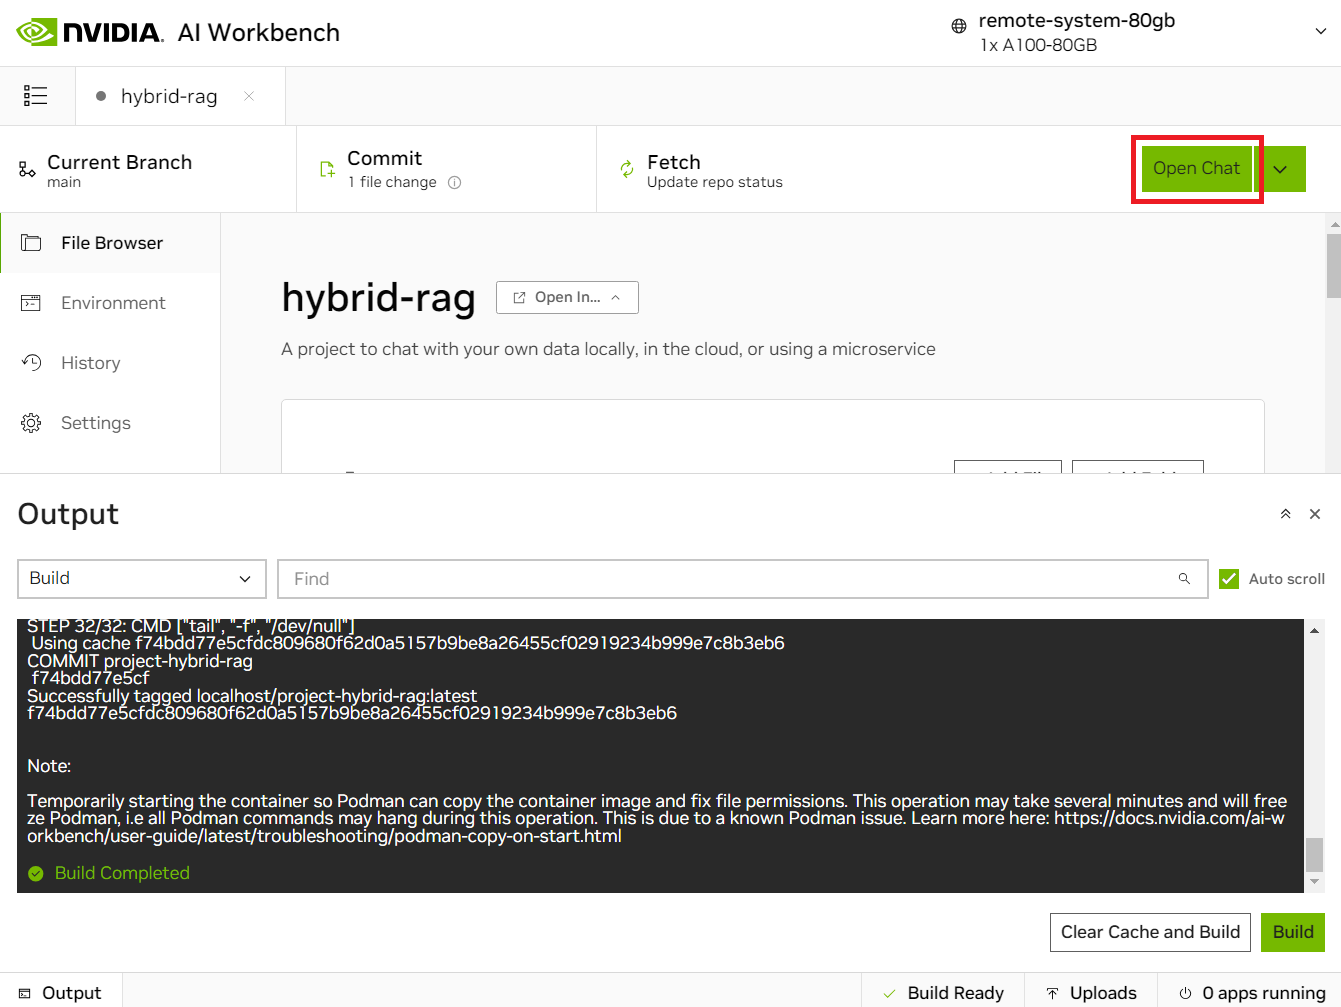 NVIDIA. AI Workbench
remote-system-80gb
1x A100-80GB
hybrid-rag
Current Branch
main
Commit
1 file change
Fetch
Update repo status
Open Chat
File Browser
Environment
History
Settings
hybrid-rag
Open In...
A project to chat with your own data locally, in the cloud, or using a microservice
Output
Build
Find
Auto scroll
STEP 32/32: CMD ["tail", "-f", "/dev/null"]
Using cache f74bdd77e5cfdc809680f62d0a5157b9be8a26455cf02919234b999e7c8b3eb6
COMMIT project-hybrid-rag
f74bdd77e5cf
Successfully tagged localhost/project-hybrid-rag:latest
f74bdd77e5cfdc809680f62d0a5157b9be8a26455cf02919234b999e7c8b3eb6
Note:
Temporarily starting the container so Podman can copy the container image and fix file permissions. This operation may take several minutes and will free
ze Podman, i.e all Podman commands may hang during this operation. This is due to a known Podman issue. Learn more here: https://docs.nvidia.com/ai-w
orkbench/user-guide/latest/troubleshooting/podman-copy-on-start.html
Build Completed
Clear Cache and Build
Build
Output
Build Ready
Uploads
0 apps running